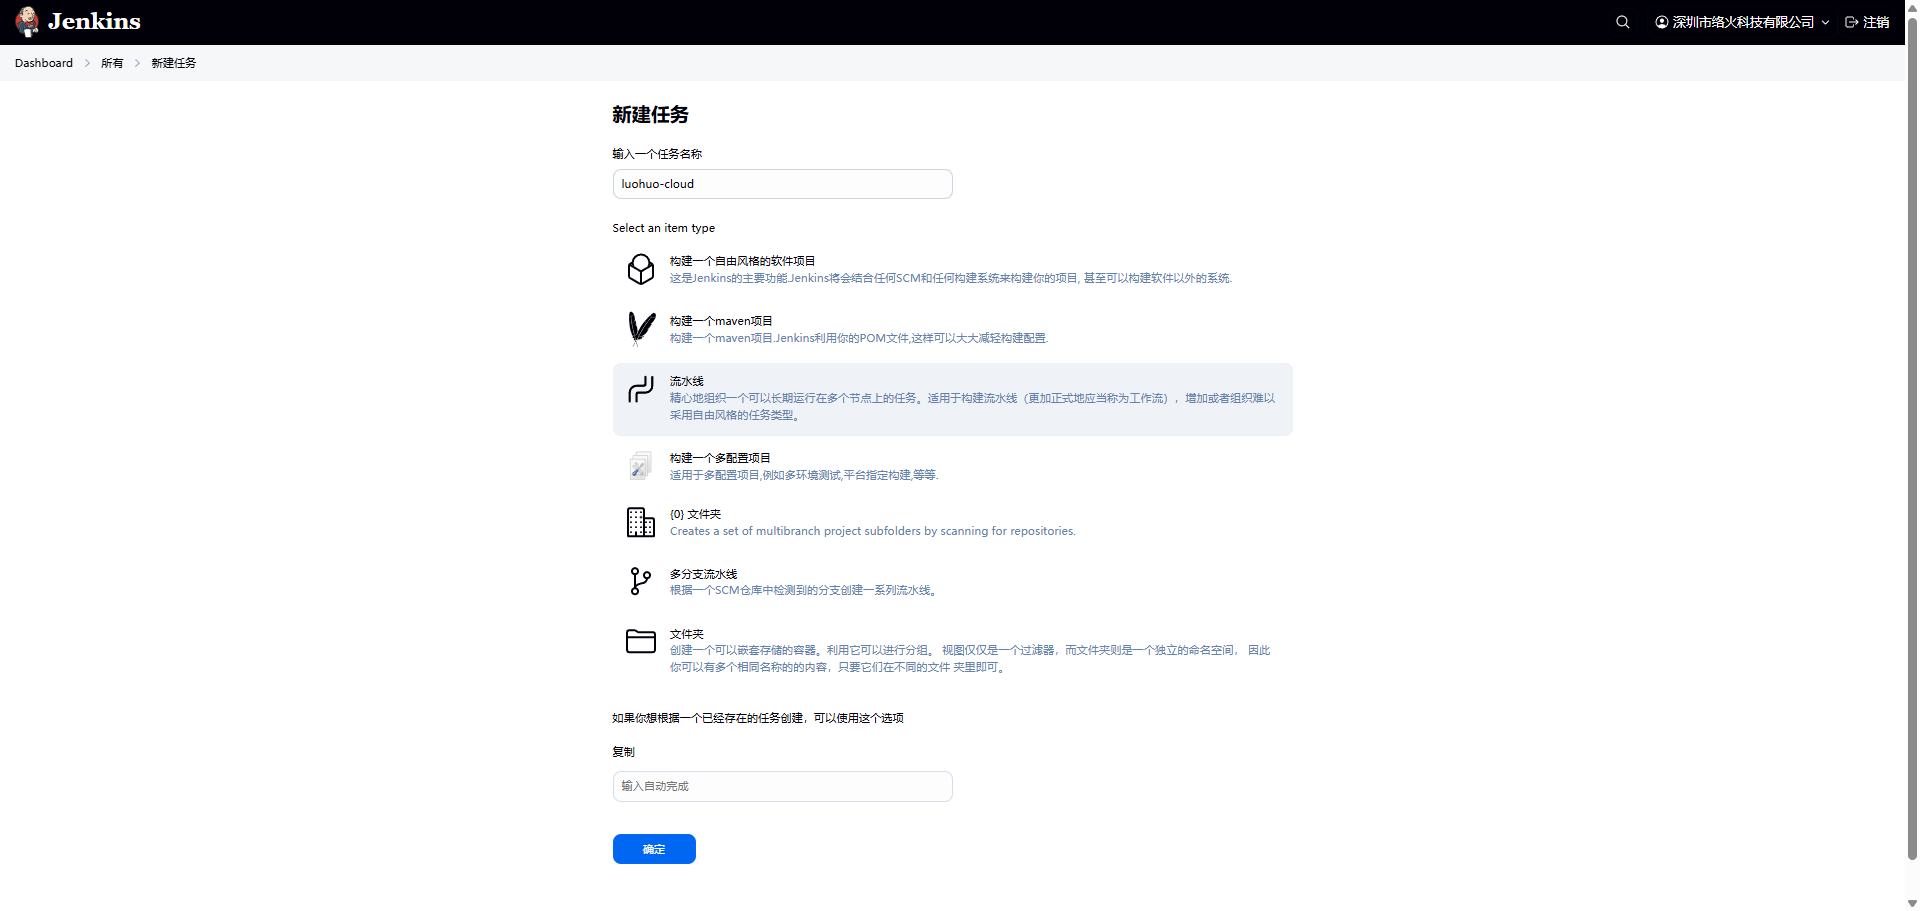 Jenkins
深圳市络火科技有限公司
注销
Dashboard
所有
新建任务
新建任务
输入一个任务名称
luohuo-cloud
Select an item type
构建一个自由风格的软件项目
这是Jenkins的主要功能.Jenkins将会结合任何SCM和任何构建系统来构建你的项目, 甚至可以构建软件以外的系统.
构建一个maven项目
构建一个maven项目.Jenkins利用你的POM文件,这样可以大大减轻构建配置.
流水线
精心地组织一个可以长期运行在多个节点上的任务。适用于构建流水线（更加正式地应当称为工作流），增加或者组织难以
采用自由风格的任务类型。
构建一个多配置项目
适用于多配置项目,例如多环境测试,平台指定构建,等等.
{0} 文件夹
Creates a set of multibranch project subfolders by scanning for repositories.
多分支流水线
根据一个SCM仓库中检测到的分支创建一系列流水线。
文件夹
创建一个可以嵌套存储的容器。利用它可以进行分组。 视图仅仅是一个过滤器，而文件夹则是一个独立的命名空间， 因此
你可以有多个相同名称的的内容，只要它们在不同的文件 夹里即可。
如果你想根据一个已经存在的任务创建，可以使用这个选项
复制
输入自动完成
确定